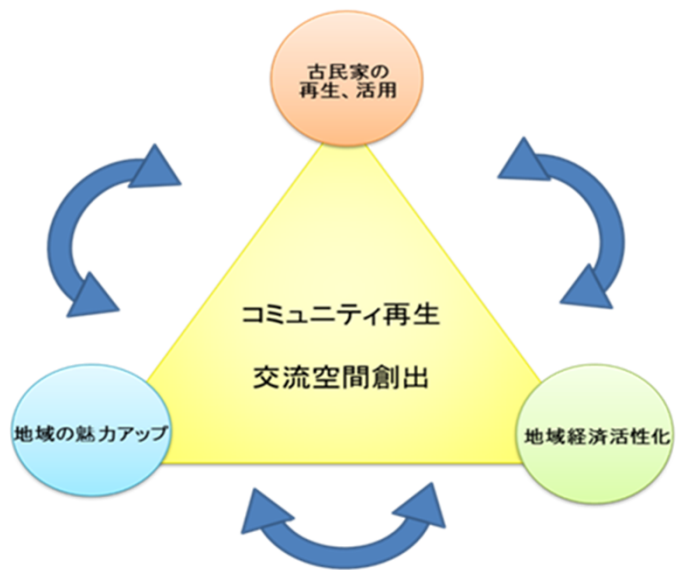 古民家の
再生、活用
コミュニティ再生
交流空間創出
地域の魅力アップ
地域経済活性化